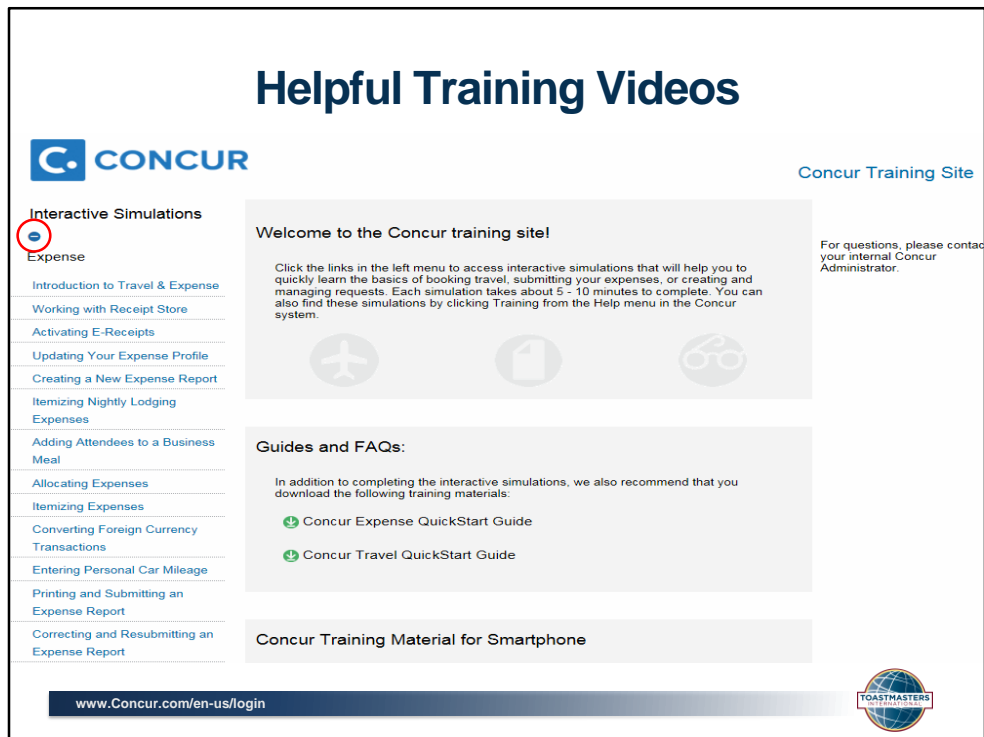 Helpful Training Videos
C. CONCUR
Concur Training Site
Interactive Simulations
Expense
Introduction to Travel & Expense
Working with Receipt Store
Activating E-Receipts
Updating Your Expense Profile
Creating a New Expense Report
Itemizing Nightly Lodging
Expenses
Adding Attendees to a Business
Meal
Allocating Expenses
Itemizing Expenses
Converting Foreign Currency
Transactions
Entering Personal Car Mileage
Printing and Submitting an
Expense Report
Correcting and Resubmitting an
Expense Report
Welcome to the Concur training site!
Click the links in the left menu to access interactive simulations that will help you to
quickly learn the basics of booking travel, submitting your expenses, or creating and
managing requests. Each simulation takes about 5 - 10 minutes to complete. You can
also find these simulations by clicking Training from the Help menu in the Concur
system.
Guides and FAQs:
In addition to completing the interactive simulations, we also recommend that you
download the following training materials:
Concur Expense QuickStart Guide
Concur Travel QuickStart Guide
Concur Training Material for Smartphone
For questions, please contac
your internal Concur
Administrator.
www.Concur.com/en-us/login
TOASTMASTERS
INTERNATIONAL